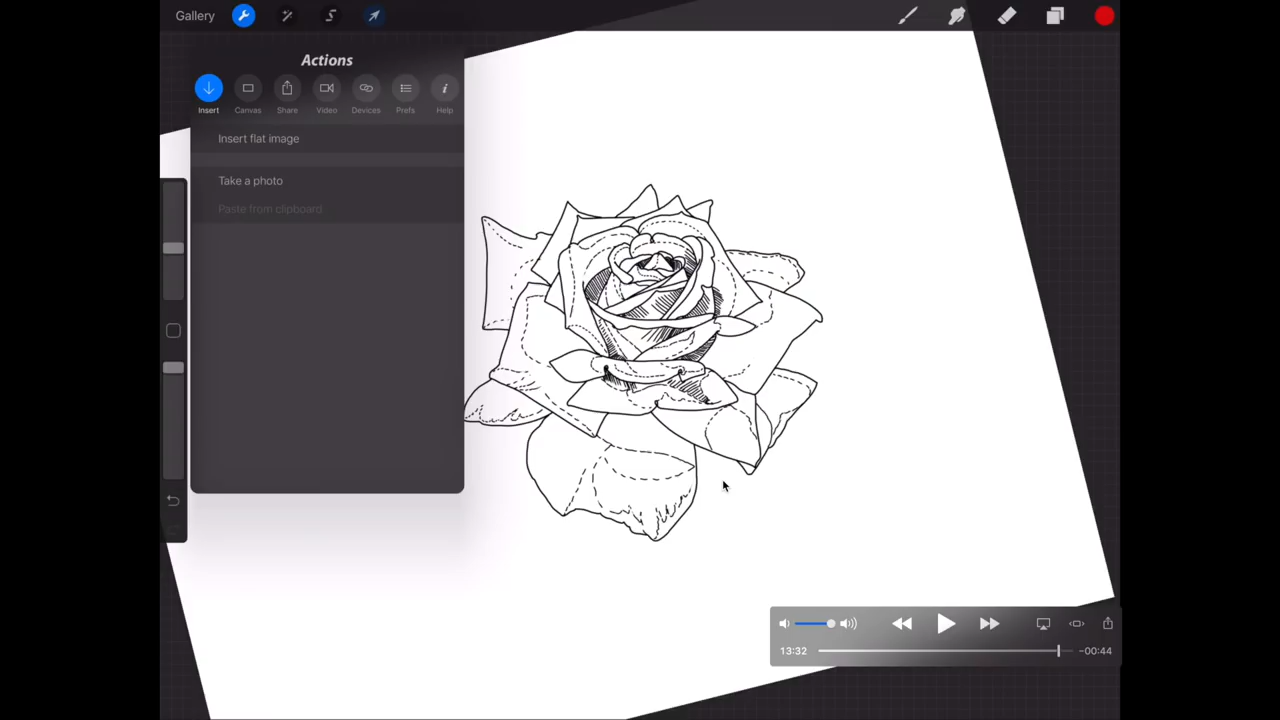 Gallery
Actions
Insert Canvas Share Video Devices Prefs Help
Insert flat image
Take a photo
Paste from clipboard
13:32 -00:44